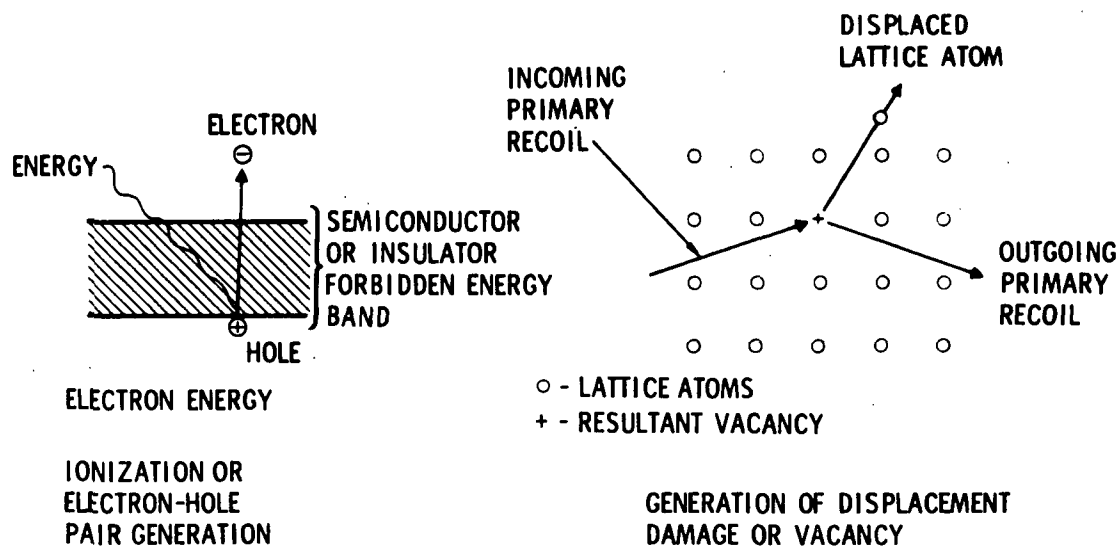 ELECTRON
⊖
ENERGY
SEMICONDUCTOR
OR INSULATOR
FORBIDDEN ENERGY
BAND
⊕
HOLE
ELECTRON ENERGY
IONIZATION OR
ELECTRON-HOLE
PAIR GENERATION
DISPLACED
LATTICE ATOM
INCOMING
PRIMARY
RECOIL
+
OUTGOING
PRIMARY
RECOIL
○ - LATTICE ATOMS
+ - RESULTANT VACANCY
GENERATION OF DISPLACEMENT
DAMAGE OR VACANCY